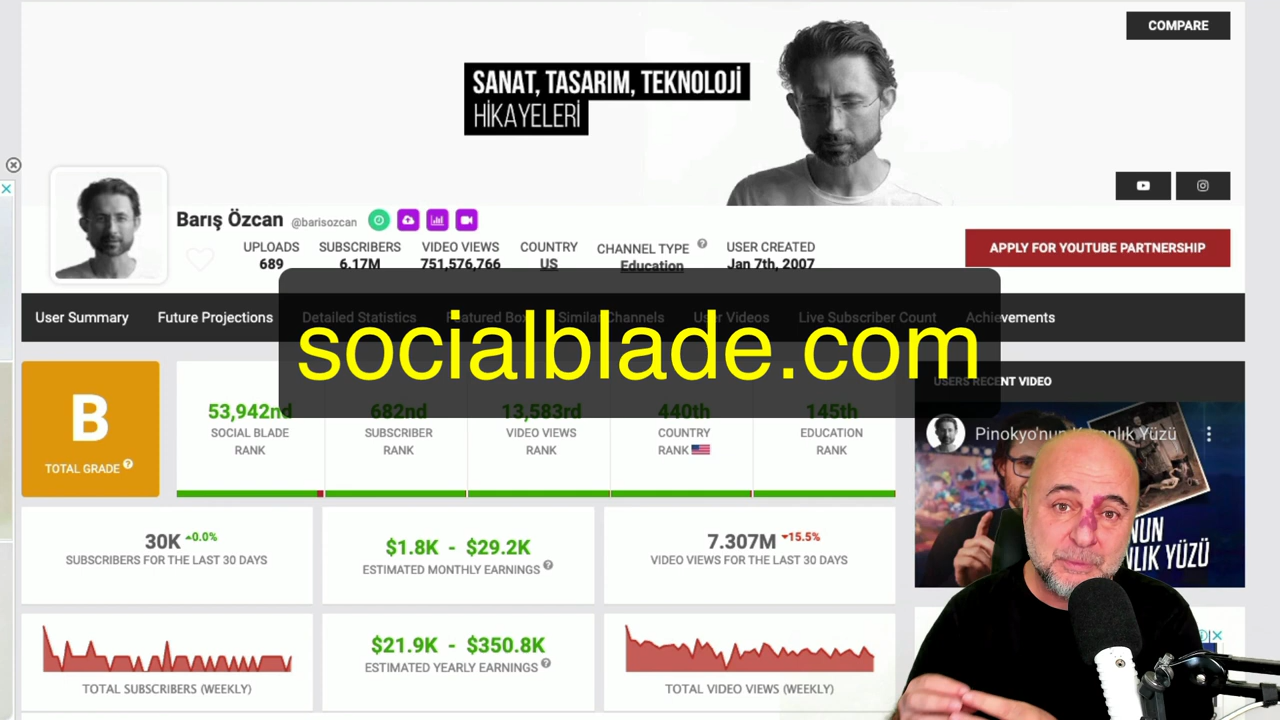 COMPARE
SANAT, TASARIM, TEKNOLOJİ
HİKAYELERİ
Barış Özcan @barisozcan
UPLOADS SUBSCRIBERS VIDEO VIEWS COUNTRY CHANNEL TYPE USER CREATED
689 6.17M 751,576,766 US Education Jan 7th, 2007
APPLY FOR YOUTUBE PARTNERSHIP
User Summary Future Projections Detailed Statistics Featured Box Similar Channels User Videos Live Subscriber Count Achievements
socialblade.com
B
TOTAL GRADE
53,942nd
SOCIAL BLADE
RANK
682nd
SUBSCRIBER
RANK
13,583rd
VIDEO VIEWS
RANK
440th
COUNTRY
RANK
145th
EDUCATION
RANK
USERS RECENT VIDEO
Pinokyo'nun Karanlık Yüzü
30K 0.0%
SUBSCRIBERS FOR THE LAST 30 DAYS
$1.8K - $29.2K
ESTIMATED MONTHLY EARNINGS
7.307M 15.5%
VIDEO VIEWS FOR THE LAST 30 DAYS
TOTAL SUBSCRIBERS (WEEKLY)
$21.9K - $350.8K
ESTIMATED YEARLY EARNINGS
TOTAL VIDEO VIEWS (WEEKLY)